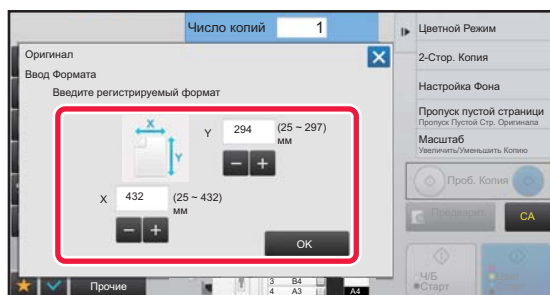 Число копий 1
Цветной Режим
Оригинал
2-Стор. Копия
Ввод Формата
Введите регистрируемый формат
Настройка Фона
Пропуск пустой страници
Пропуск Пустой Стр. Оригинала
X
Y
Y 294 (25 ~ 297)
мм
Масштаб
Увеличить/Уменьшить Копию
Проб. Копия
X 432 (25 ~ 432)
мм
Предварит.
CA
OK
Прочие
3 B4
4 A3
A4
Ч/Б
Старт